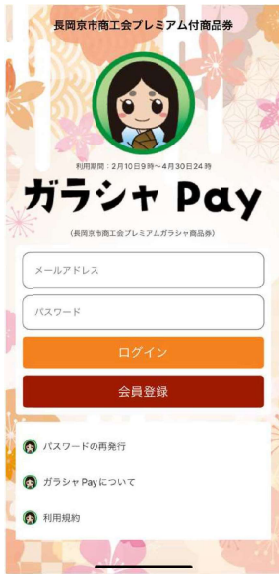 長岡京市商工会プレミアム付商品券
利用期間：2月10日9時~4月30日24時
ガラシャ Pay
(長岡京市商工会プレミアムガラシャ商品券)
メールアドレス
パスワード
ログイン
会員登録
パスワードの再発行
ガラシャ Payについて
利用規約